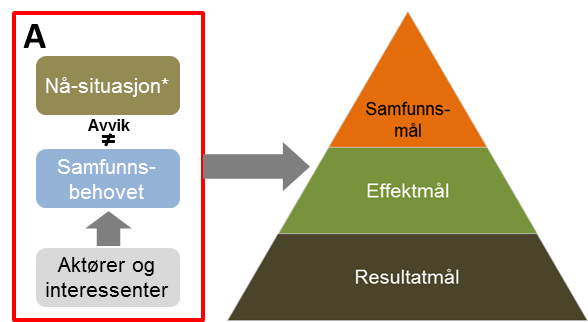 A
Nå-situasjon*
Avvik
≠
Samfunns-
behovet
Aktører og
interessenter
Samfunns-
mål
Effektmål
Resultatmål